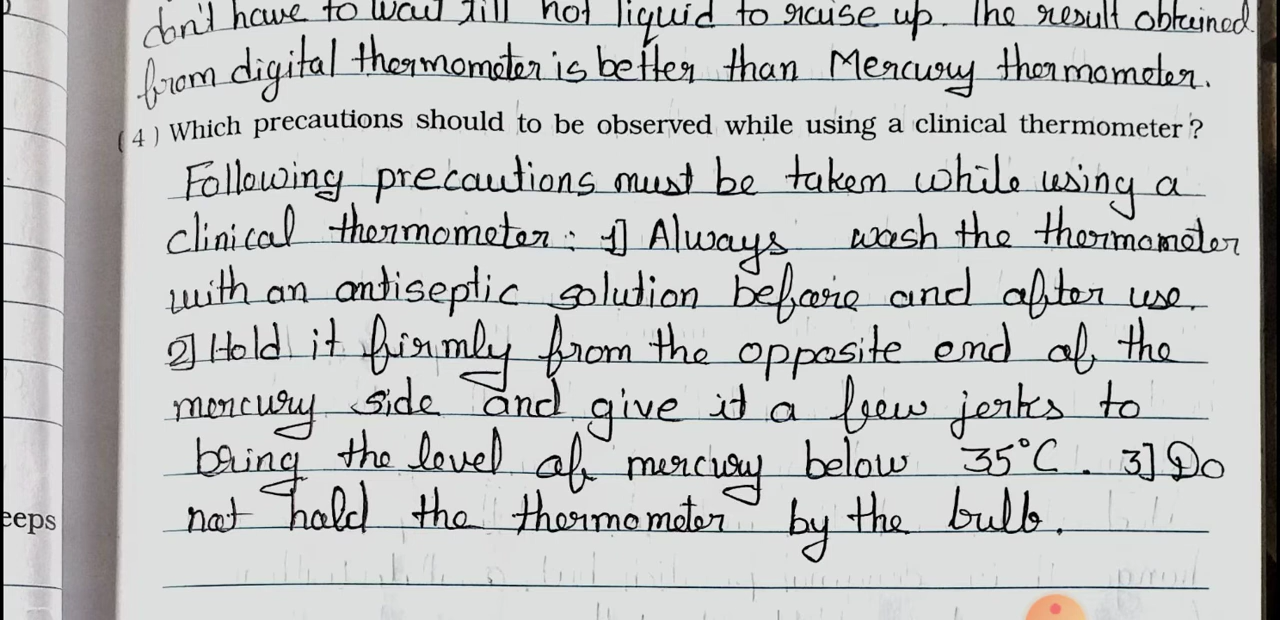 don't have to wait till hot liquid to raise up. The result obtained
from digital thermometer is better than Mercury thermometer.
(4) Which precautions should to be observed while using a clinical thermometer ?
Following precautions must be taken while using a
clinical thermometer : 1] Always wash the thermometer
with an antiseptic solution before and after use.
2] Hold it firmly from the opposite end of the
mercury side and give it a few jerks to
bring the level of mercury below 35°C . 3] Do
not hold the thermometer by the bulb.
eeps